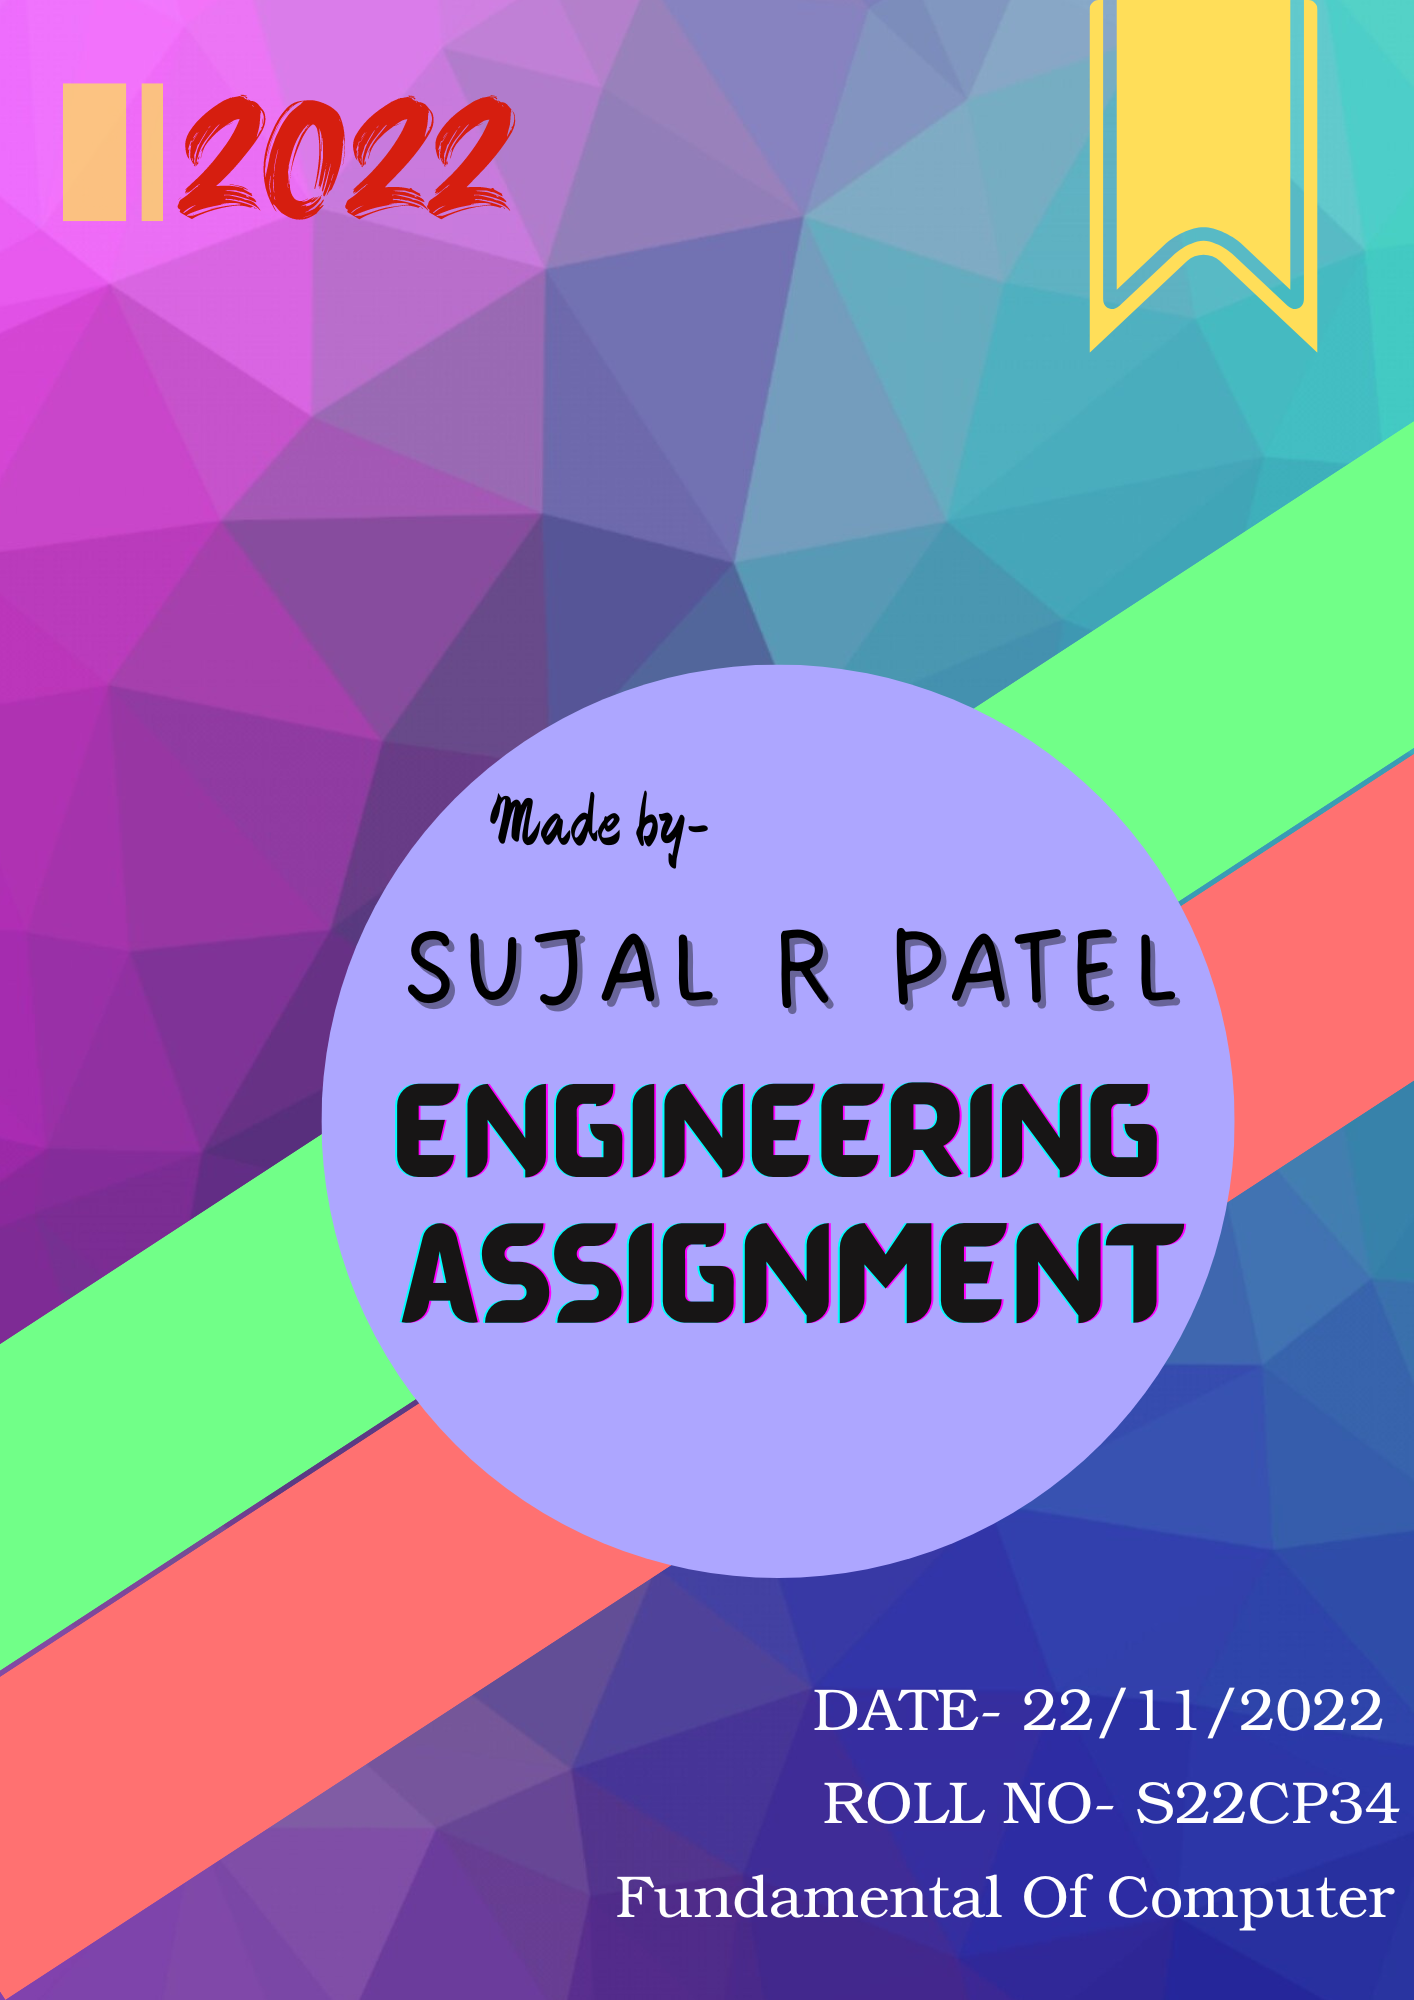 2022
Made by-
SUJAL R PATEL
ENGINEERING
ASSIGNMENT
DATE- 22/11/2022
ROLL NO- S22CP34
Fundamental Of Computer